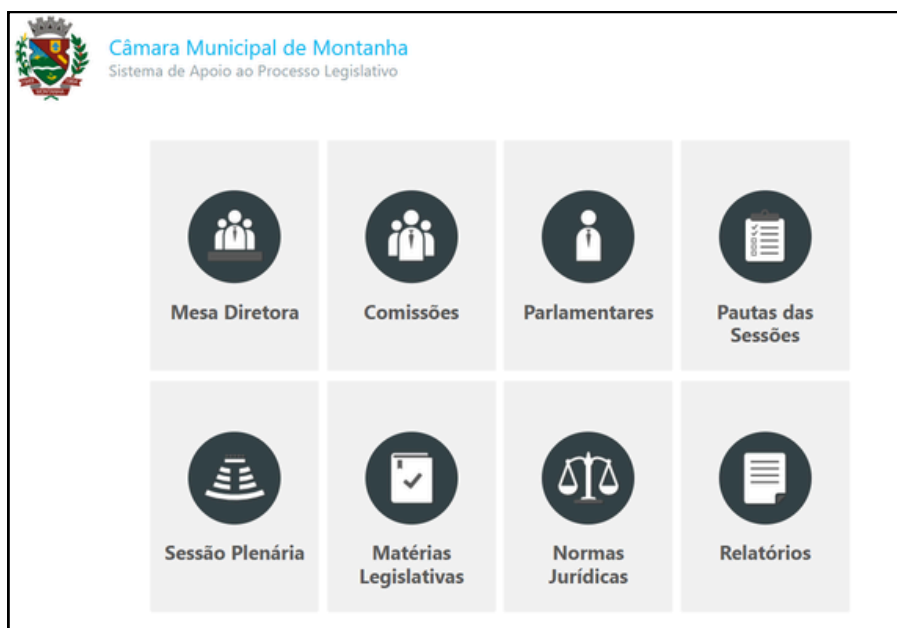 Câmara Municipal de Montanha
Sistema de Apoio ao Processo Legislativo
Mesa Diretora
Comissões
Parlamentares
Pautas das
Sessões
Sessão Plenária
Matérias
Legislativas
Normas
Jurídicas
Relatórios